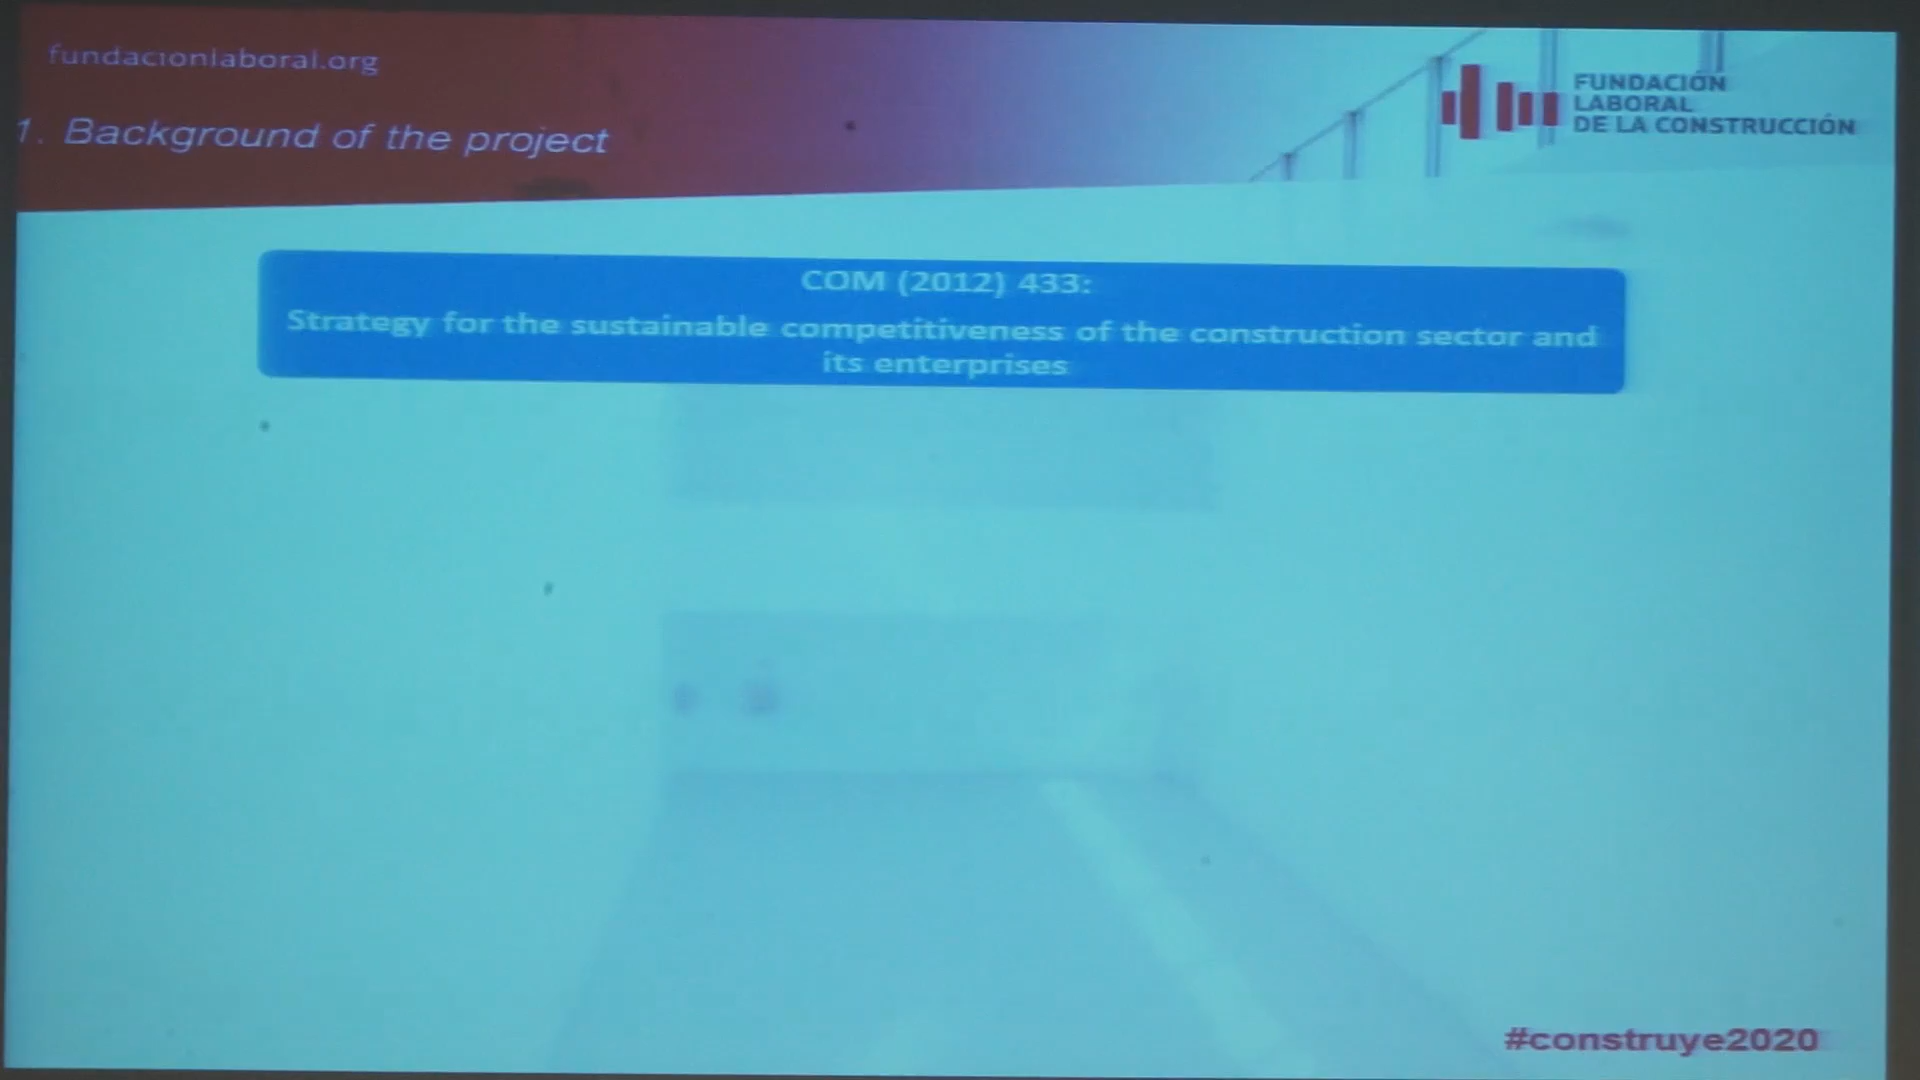 fundacionlaboral.org
1. Background of the project
FUNDACIÓN
LABORAL
DE LA CONSTRUCCIÓN
COM (2012) 433:
Strategy for the sustainable competitiveness of the construction sector and
its enterprises
#construye2020